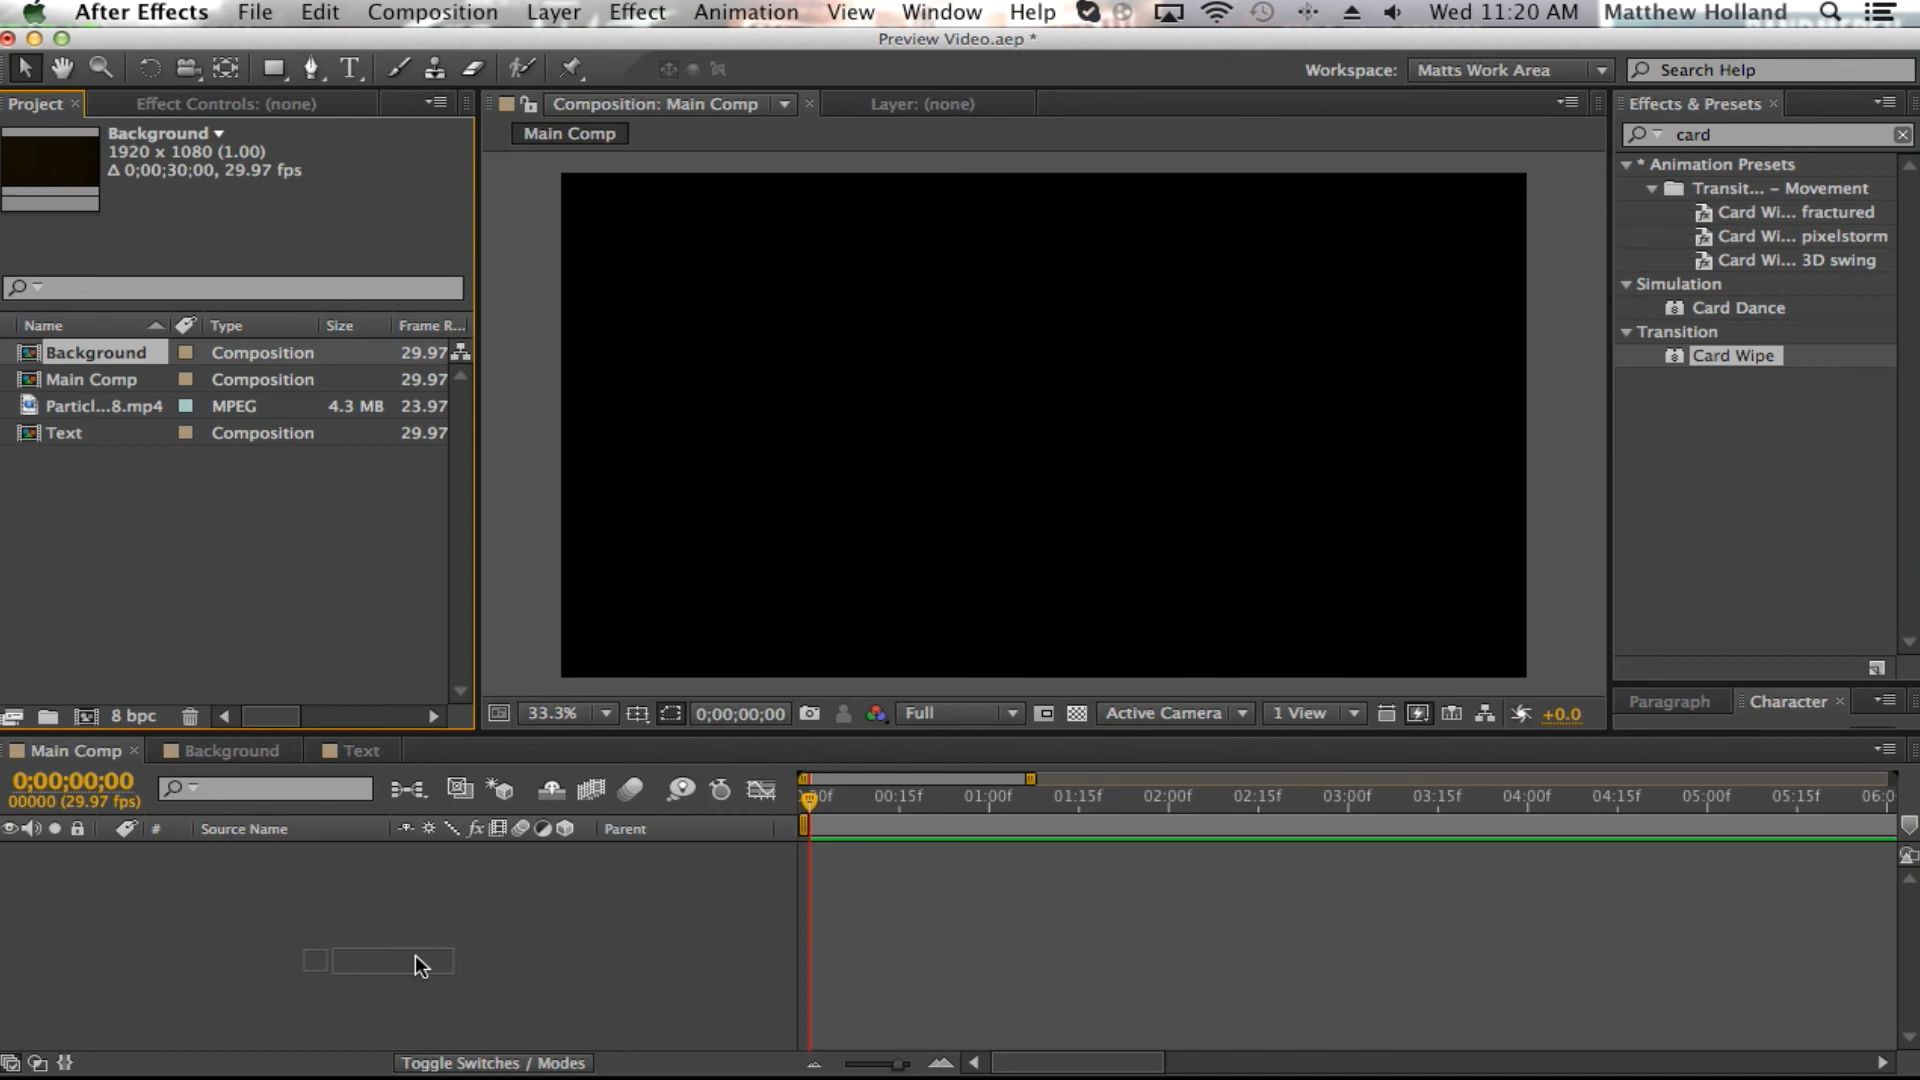 After Effects File Edit Composition Layer Effect Animation View Window Help Wed 11:20 AM Matthew Holland
Preview Video.aep *
T Workspace: Matts Work Area Search Help
Project Effect Controls: (none) Composition: Main Comp Layer: (none) Effects & Presets
Background
1920 x 1080 (1.00)
Δ 0;00;30;00, 29.97 fps
Main Comp
card
* Animation Presets
Transit... – Movement
Card Wi... fractured
Card Wi... pixelstorm
Card Wi... 3D swing
Simulation
Card Dance
Transition
Card Wipe
Name Type Size Frame R...
Background Composition 29.97
Main Comp Composition 29.97
Particl...8.mp4 MPEG 4.3 MB 23.97
Text Composition 29.97
8 bpc 33.3% 0;00;00;00 Full Active Camera 1 View +0.0
Paragraph Character
Main Comp Background Text
0;00;00;00
00000 (29.97 fps)
00f 00:15f 01:00f 01:15f 02:00f 02:15f 03:00f 03:15f 04:00f 04:15f 05:00f 05:15f 06:0
# Source Name fx Parent
Toggle Switches / Modes